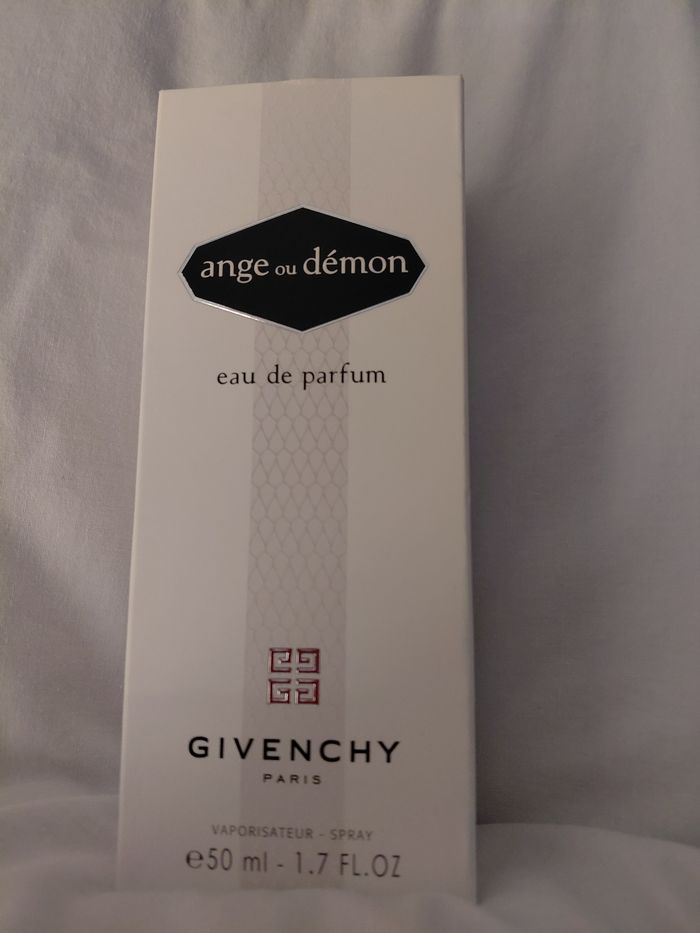 ange ou démon
eau de parfum
GIVENCHY
PARIS
VAPORISATEUR - SPRAY
℮50 ml - 1.7 FL.OZ